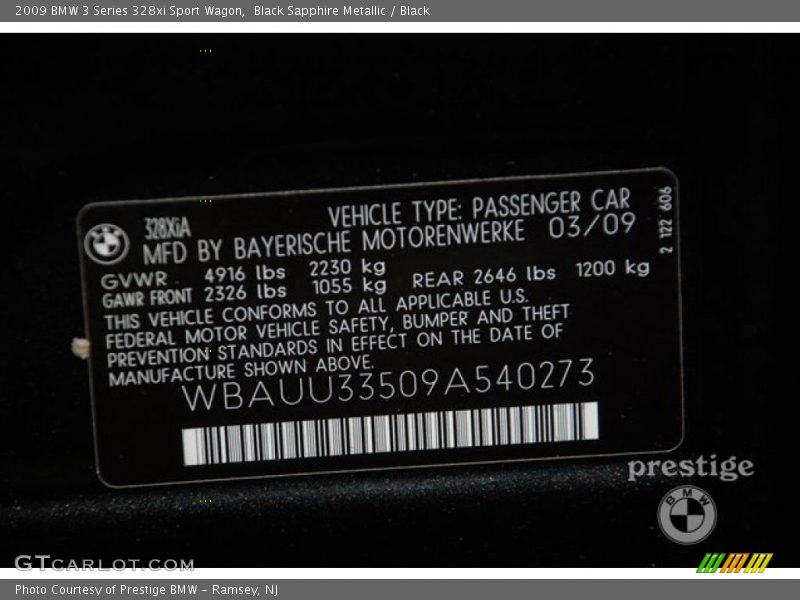 2009 BMW 3 Series 328xi Sport Wagon,  Black Sapphire Metallic / Black
328XiA
VEHICLE TYPE: PASSENGER CAR
MFD BY BAYERISCHE MOTORENWERKE 03/09
2 122 606
GVWR 4916 lbs 2230 kg
GAWR FRONT 2326 lbs 1055 kg REAR 2646 lbs 1200 kg
THIS VEHICLE CONFORMS TO ALL APPLICABLE U.S.
FEDERAL MOTOR VEHICLE SAFETY, BUMPER AND THEFT
PREVENTION STANDARDS IN EFFECT ON THE DATE OF
MANUFACTURE SHOWN ABOVE.
WBAUU33509A540273
prestige
BMW
GTCARLOT.COM
Photo Courtesy of Prestige BMW - Ramsey, NJ